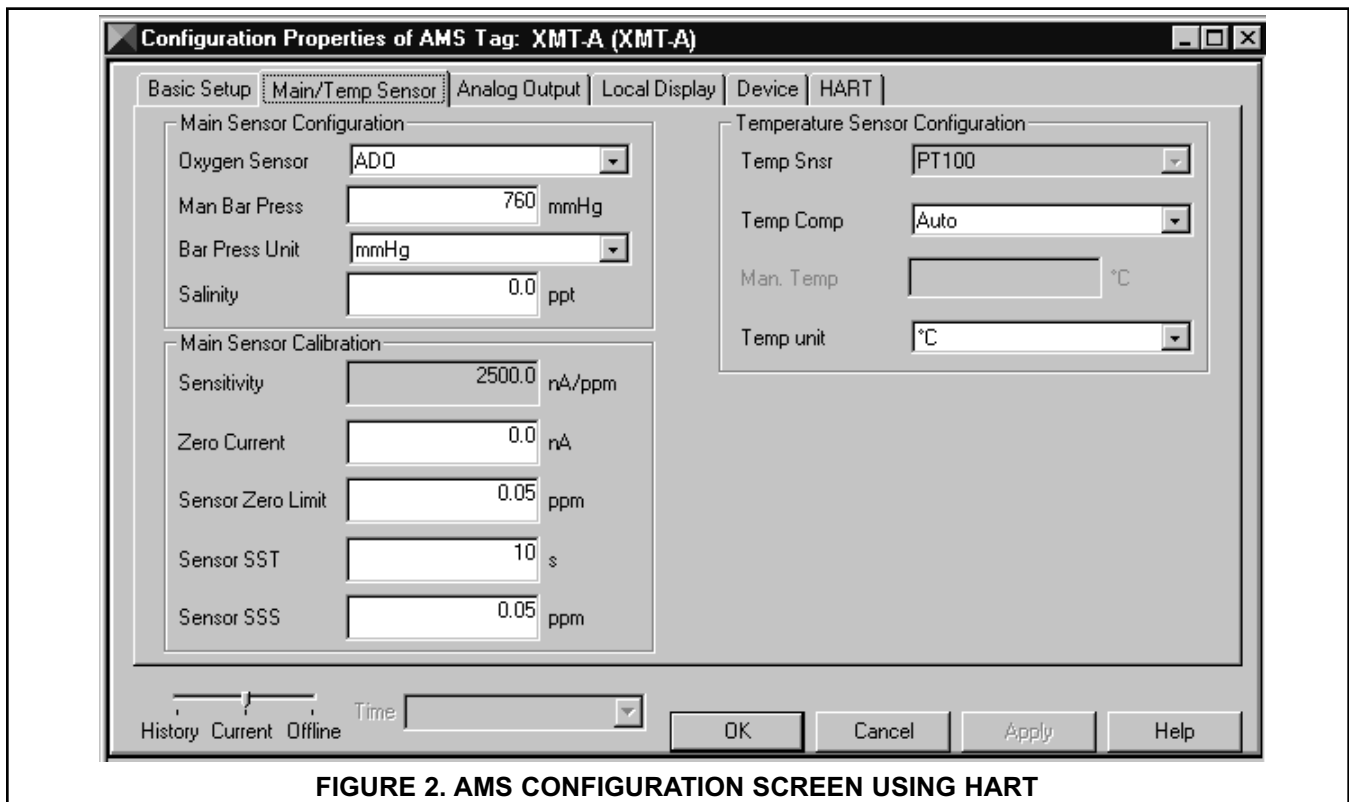 Configuration Properties of AMS Tag: XMT-A (XMT-A)
Basic Setup Main/Temp Sensor Analog Output Local Display Device HART
Main Sensor Configuration
Oxygen Sensor ADO
Man Bar Press 760 mmHg
Bar Press Unit mmHg
Salinity 0.0 ppt
Main Sensor Calibration
Sensitivity 2500.0 nA/ppm
Zero Current 0.0 nA
Sensor Zero Limit 0.05 ppm
Sensor SST 10 s
Sensor SSS 0.05 ppm
Temperature Sensor Configuration
Temp Snsr PT100
Temp Comp Auto
Man. Temp °C
Temp unit °C
History Current Offline
Time
OK Cancel Apply Help
FIGURE 2. AMS CONFIGURATION SCREEN USING HART